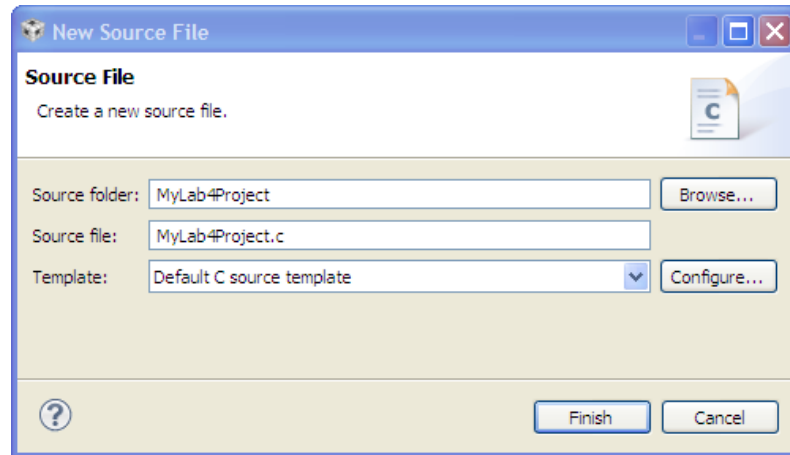 New Source File
Source File
Create a new source file.
C
Source folder: MyLab4Project Browse...
Source file: MyLab4Project.c
Template: Default C source template Configure...
? Finish Cancel